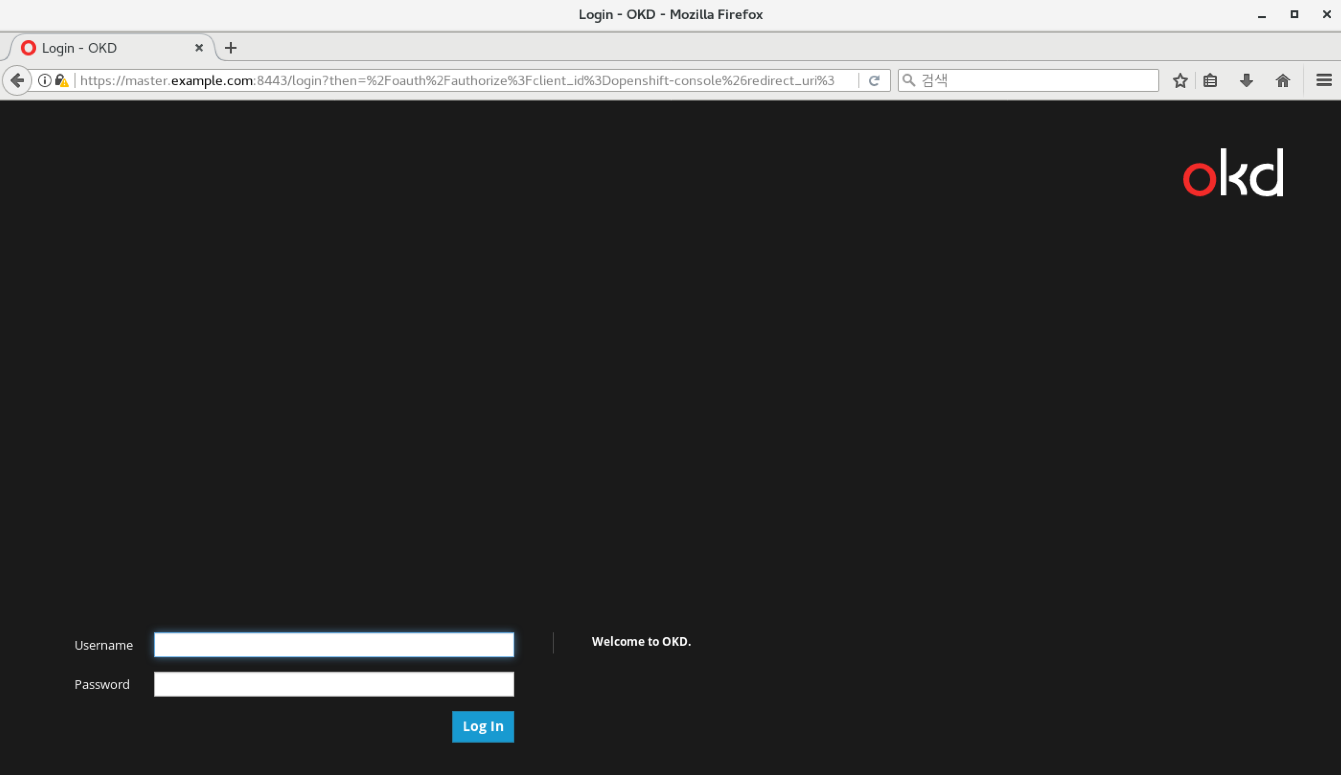 Login - OKD - Mozilla Firefox
Login - OKD
https://master.example.com:8443/login?then=%2Foauth%2Fauthorize%3Fclient_id%3Dopenshift-console%26redirect_uri%3
검색
okd
Username
Welcome to OKD.
Password
Log In